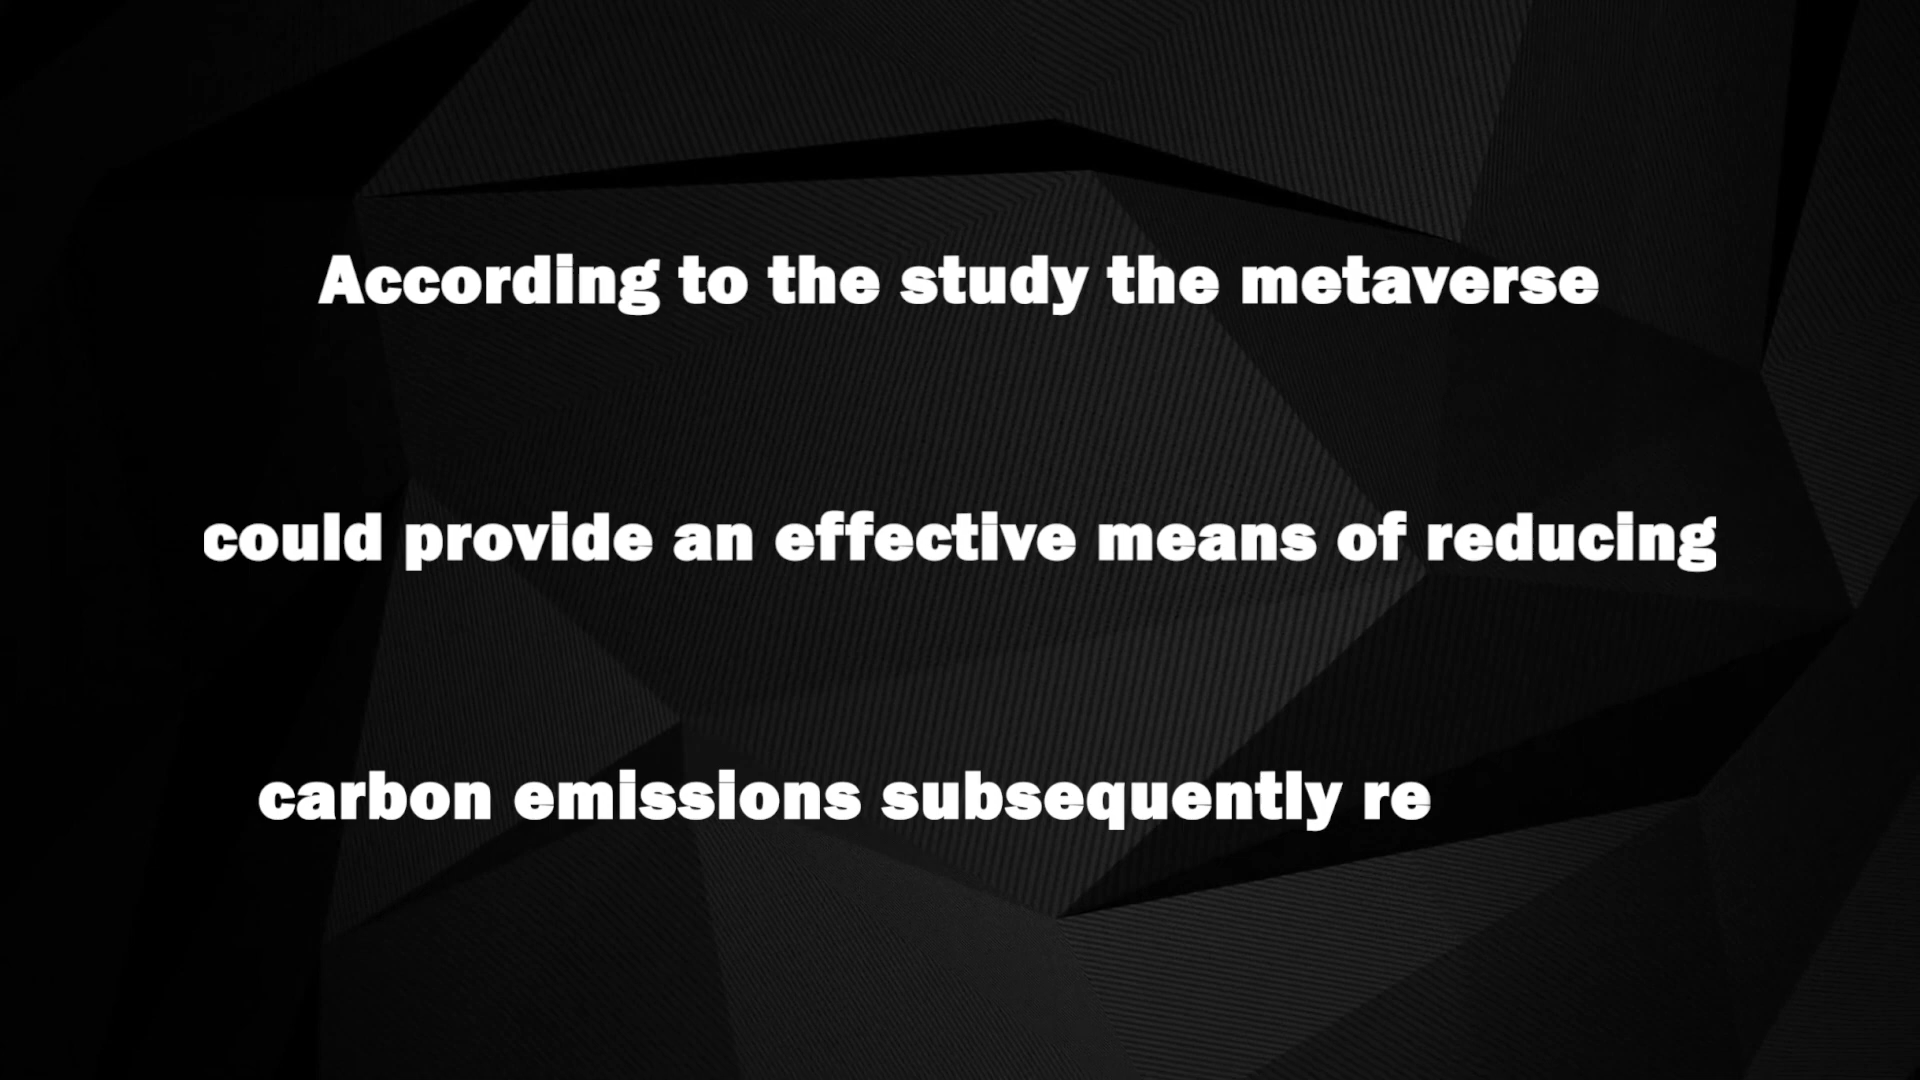 According to the study the metaverse
could provide an effective means of reducing
carbon emissions subsequently re